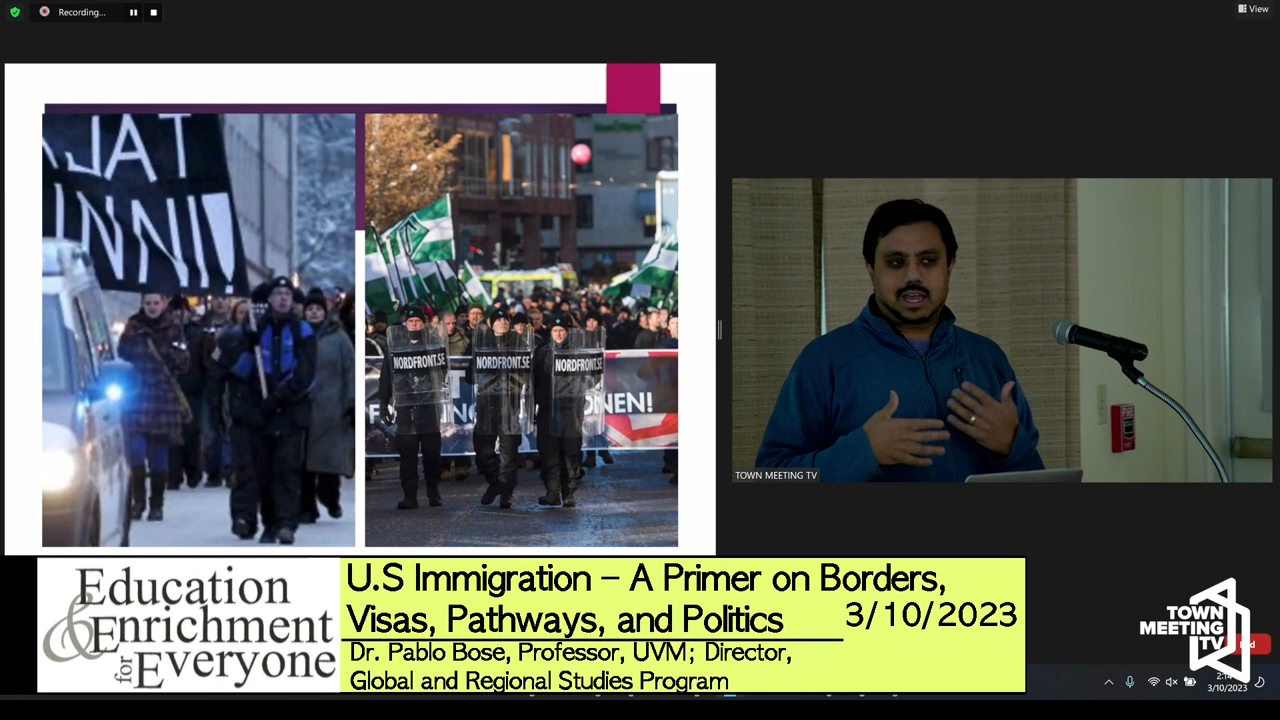 Recording...
View
JAT
INNI!
NORDFRONT.SE
NORDFRONT.SE
NORDFRONT.SE
ONEN!
FIRE
TOWN MEETING TV
Education
& Enrichment
for Everyone
U.S Immigration – A Primer on Borders,
Visas, Pathways, and Politics
3/10/2023
Dr. Pablo Bose, Professor, UVM; Director,
Global and Regional Studies Program
TOWN
MEETING
TV
3/10/2023